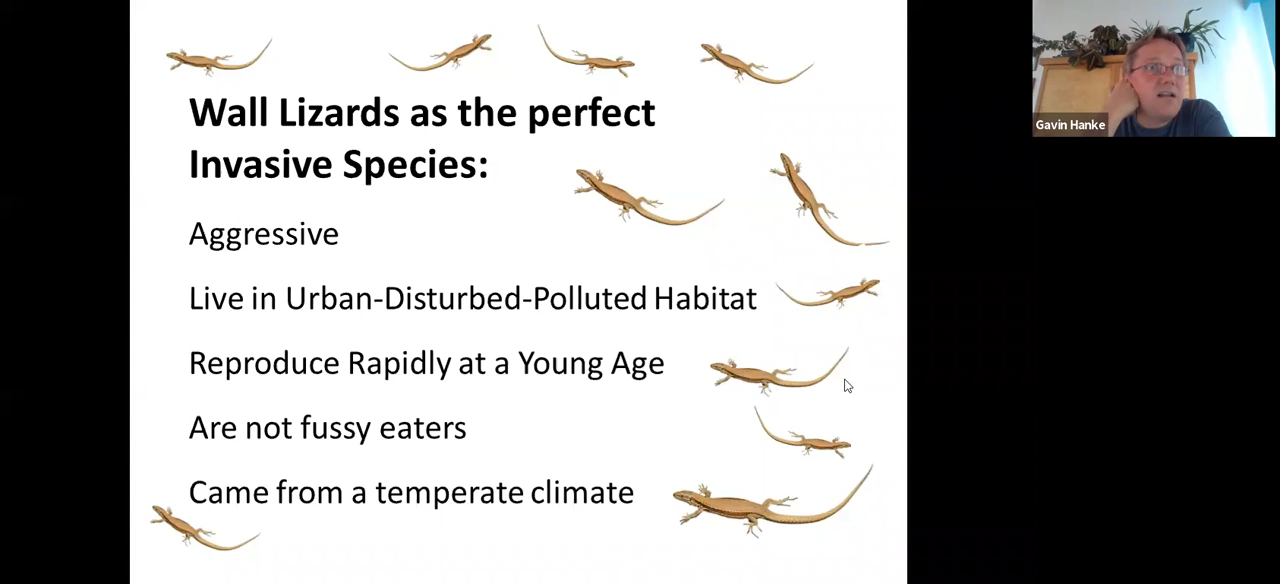 Wall Lizards as the perfect
Invasive Species:
Aggressive
Live in Urban-Disturbed-Polluted Habitat
Reproduce Rapidly at a Young Age
Are not fussy eaters
Came from a temperate climate
Gavin Hanke